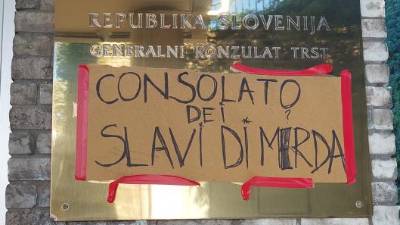 REPUBLIKA SLOVENIJA
GENERALNI KONZULAT TRST
CONSOLATO
DEI ?
SLAVI DI MERDA